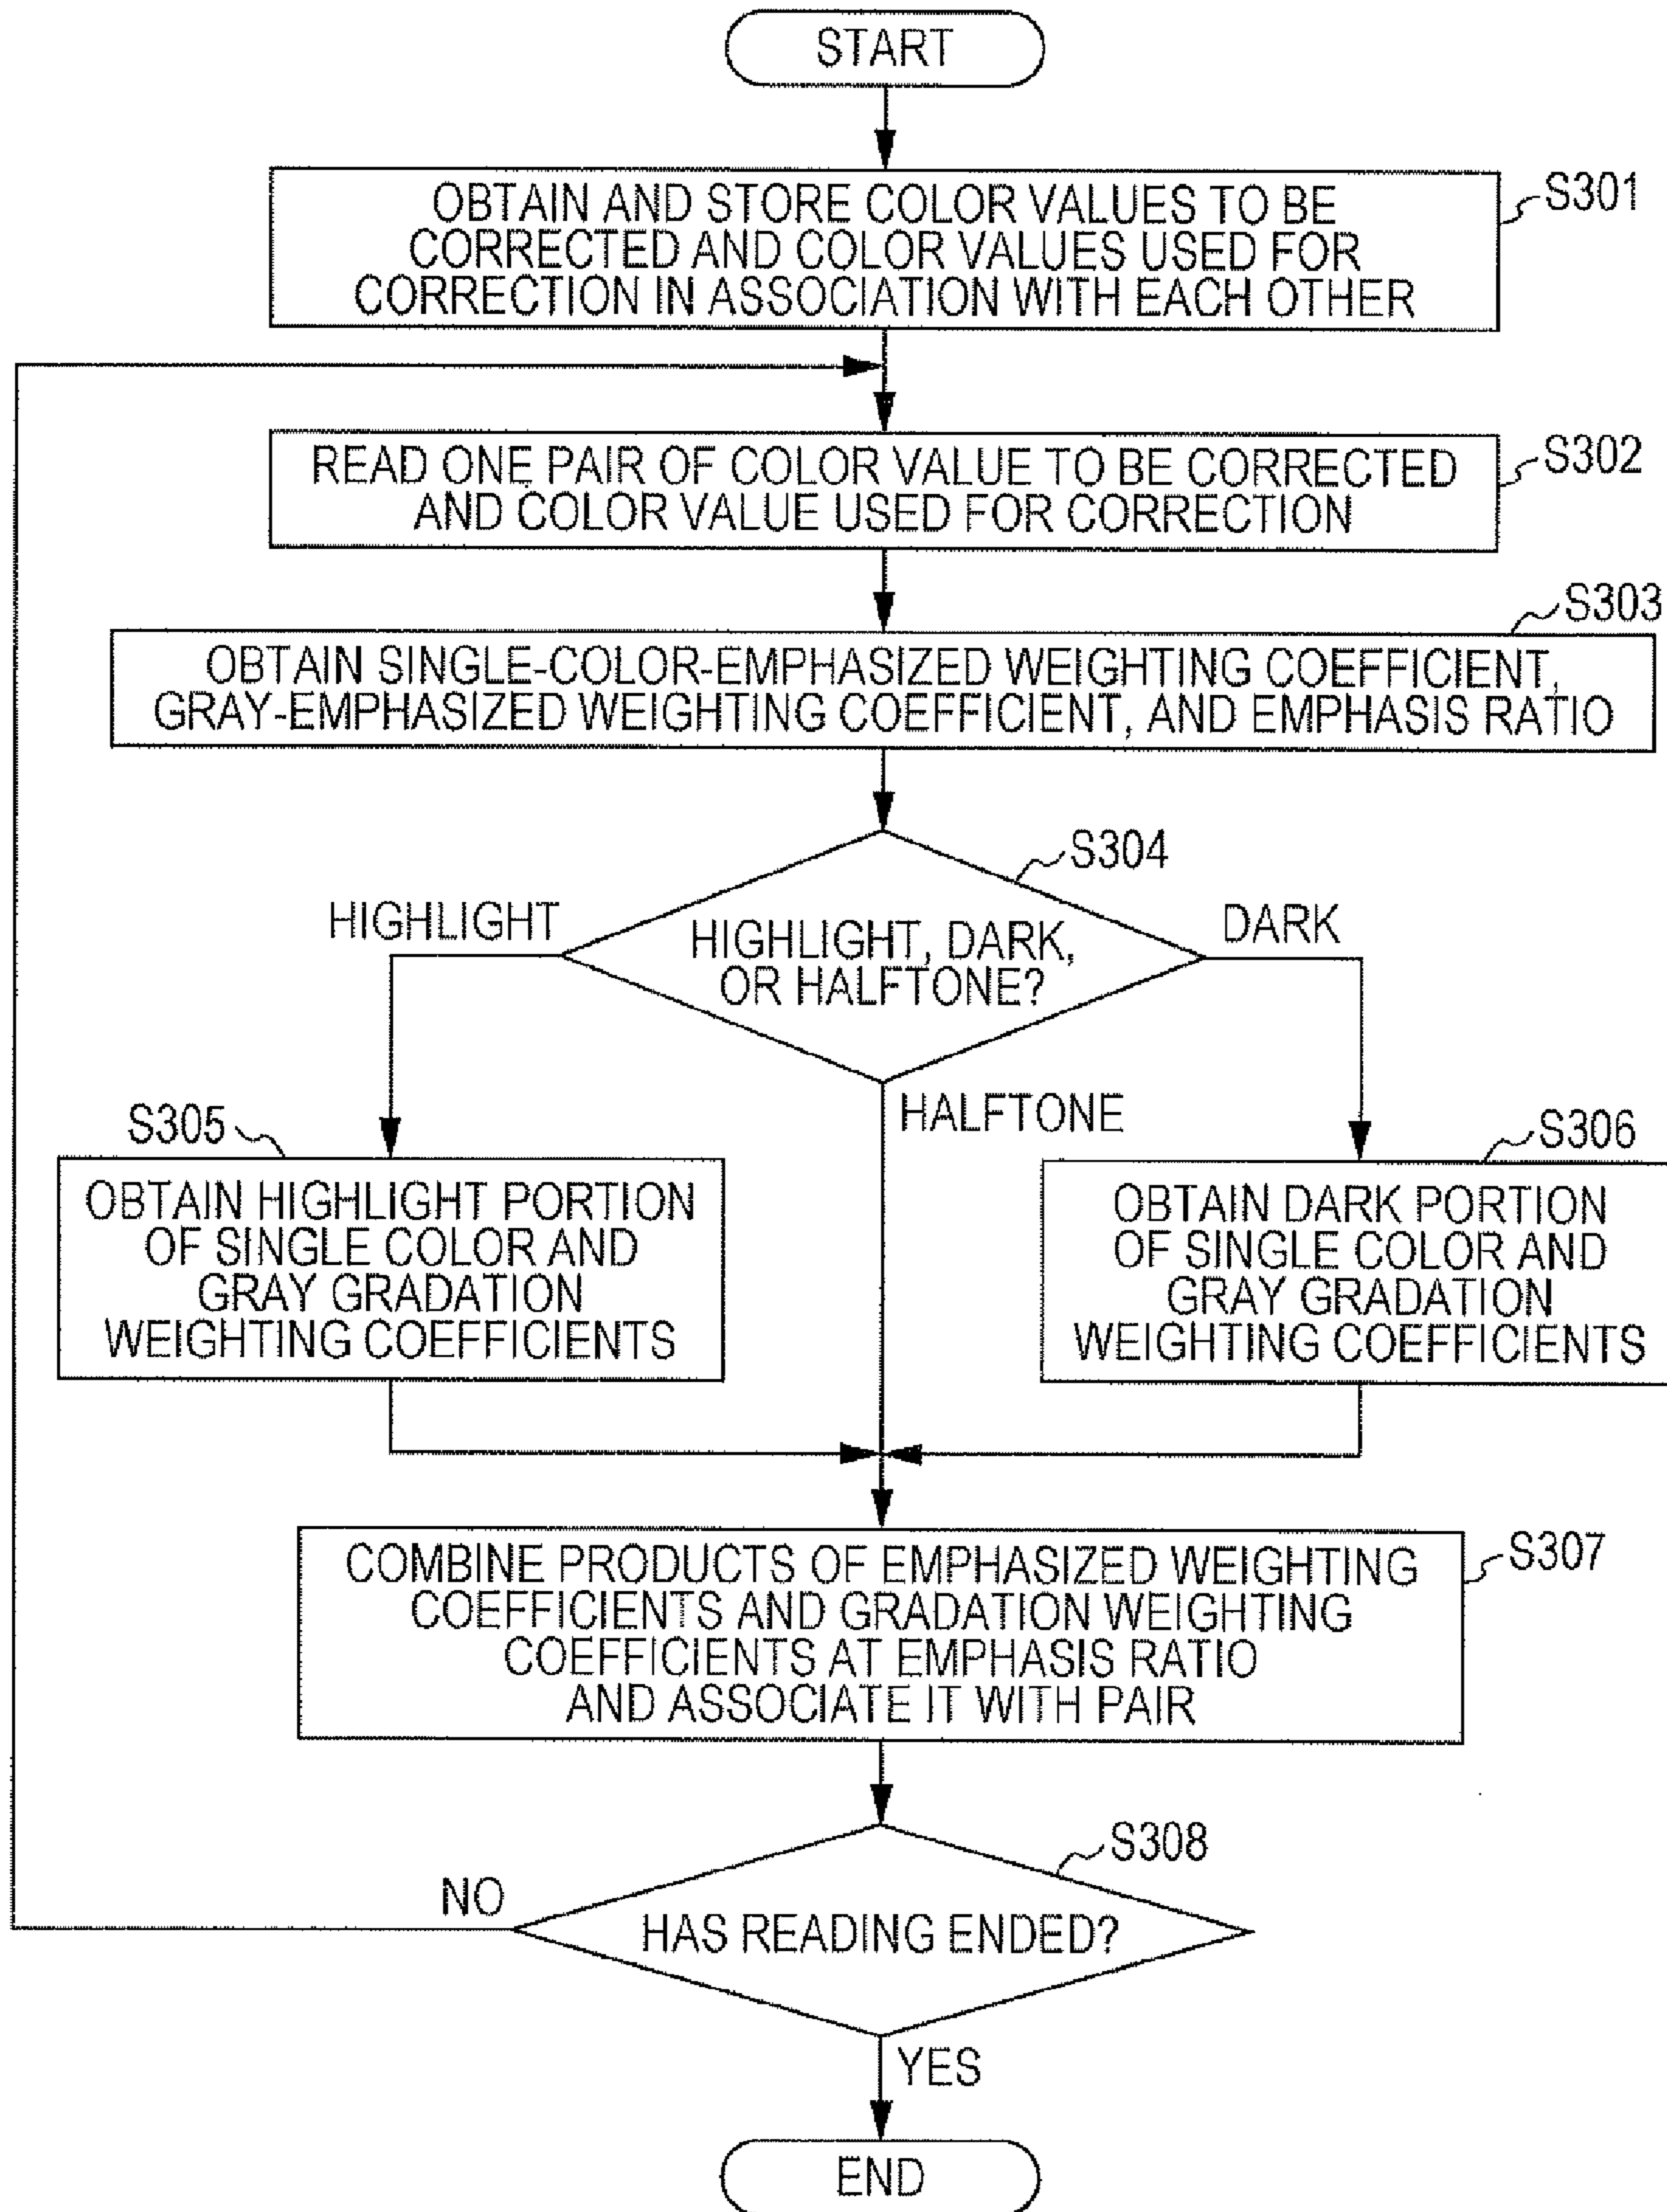 START
OBTAIN AND STORE COLOR VALUES TO BE
CORRECTED AND COLOR VALUES USED FOR
CORRECTION IN ASSOCIATION WITH EACH OTHER
S301
READ ONE PAIR OF COLOR VALUE TO BE CORRECTED
AND COLOR VALUE USED FOR CORRECTION
S302
S303
OBTAIN SINGLE-COLOR-EMPHASIZED WEIGHTING COEFFICIENT,
GRAY-EMPHASIZED WEIGHTING COEFFICIENT, AND EMPHASIS RATIO
S304
HIGHLIGHT
DARK
HIGHLIGHT, DARK,
OR HALFTONE?
HALFTONE
S305
OBTAIN HIGHLIGHT PORTION
OF SINGLE COLOR AND
GRAY GRADATION
WEIGHTING COEFFICIENTS
S306
OBTAIN DARK PORTION
OF SINGLE COLOR AND
GRAY GRADATION
WEIGHTING COEFFICIENTS
COMBINE PRODUCTS OF EMPHASIZED WEIGHTING
COEFFICIENTS AND GRADATION WEIGHTING
COEFFICIENTS AT EMPHASIS RATIO
AND ASSOCIATE IT WITH PAIR
S307
S308
NO
HAS READING ENDED?
YES
END